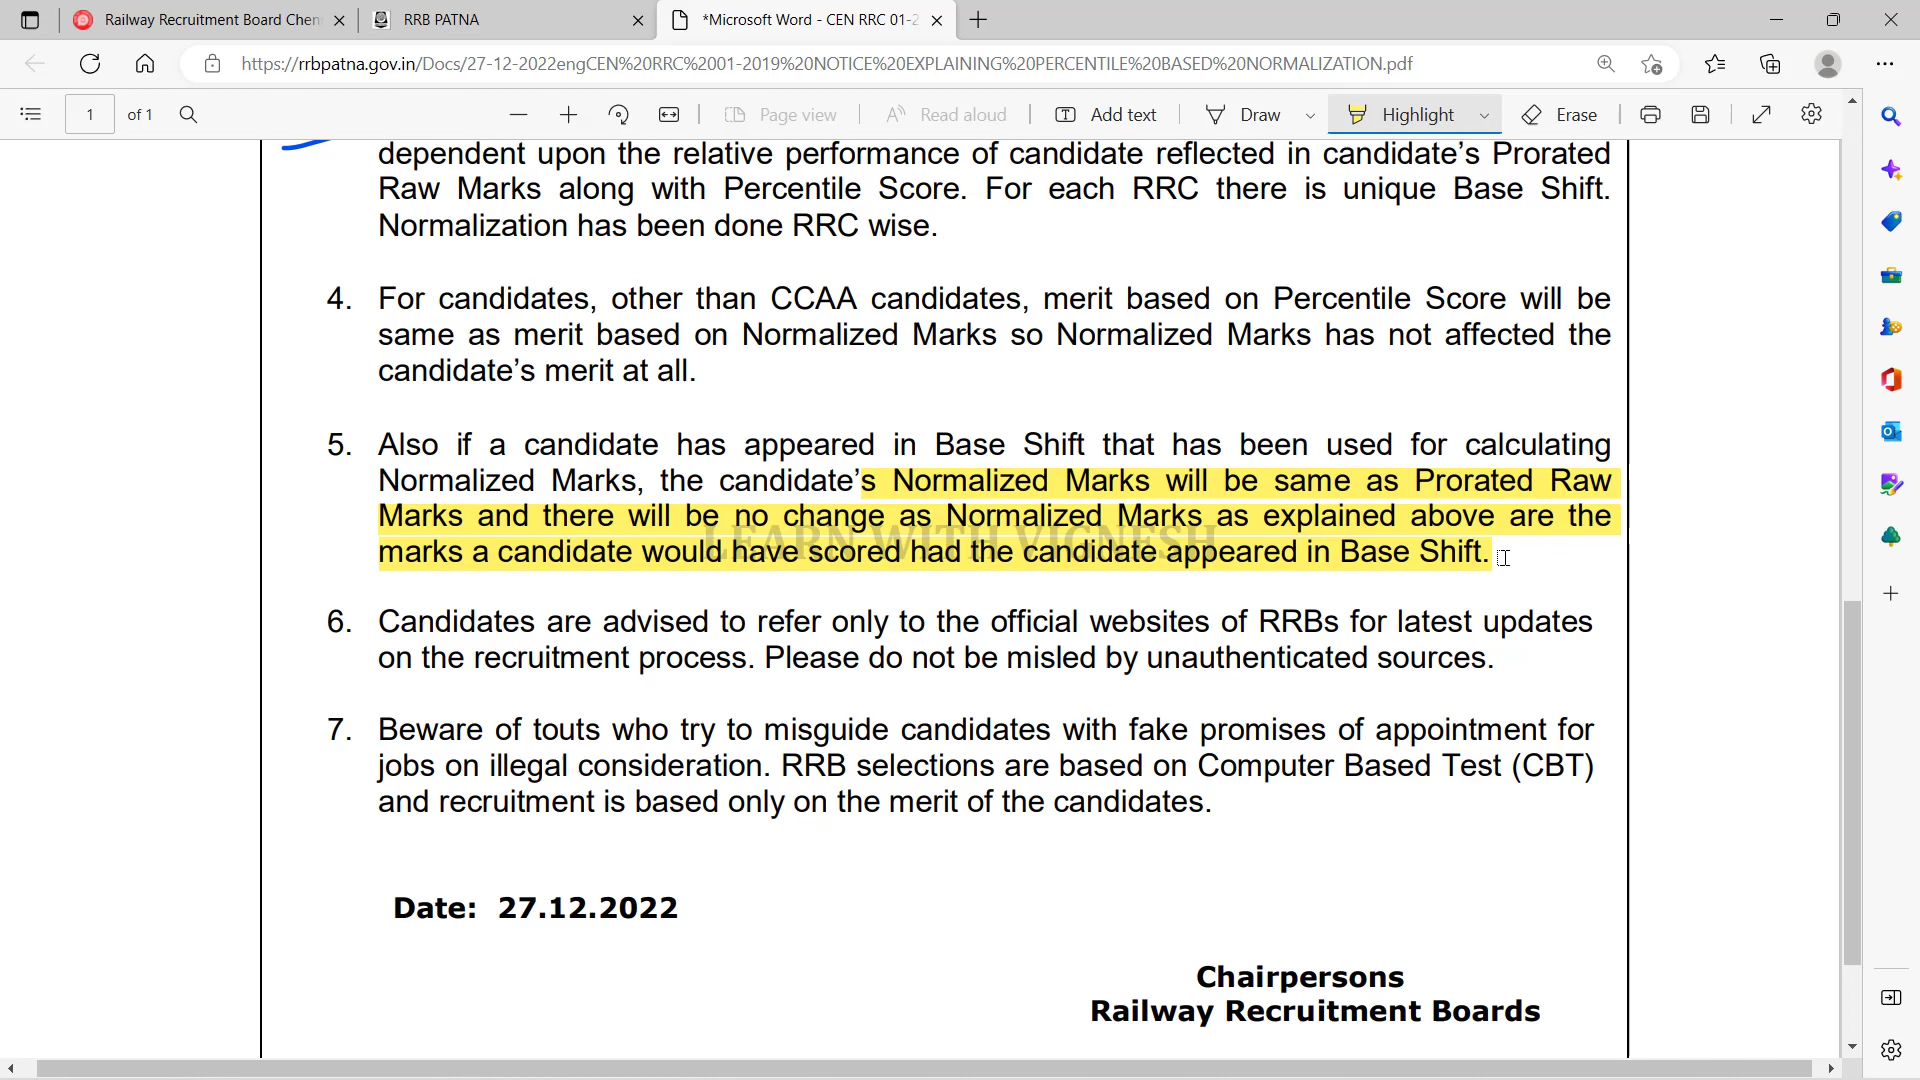 Railway Recruitment Board Chen
RRB PATNA
*Microsoft Word - CEN RRC 01-2
https://rrbpatna.gov.in/Docs/27-12-2022engCEN%20RRC%2001-2019%20NOTICE%20EXPLAINING%20PERCENTILE%20BASED%20NORMALIZATION.pdf
1 of 1 Page view Read aloud Add text Draw Highlight Erase
dependent upon the relative performance of candidate reflected in candidate’s Prorated
Raw Marks along with Percentile Score. For each RRC there is unique Base Shift.
Normalization has been done RRC wise.
4. For candidates, other than CCAA candidates, merit based on Percentile Score will be
same as merit based on Normalized Marks so Normalized Marks has not affected the
candidate’s merit at all.
5. Also if a candidate has appeared in Base Shift that has been used for calculating
Normalized Marks, the candidate’s Normalized Marks will be same as Prorated Raw
Marks and there will be no change as Normalized Marks as explained above are the
LEARN WITH VIGNESH
marks a candidate would have scored had the candidate appeared in Base Shift.
6. Candidates are advised to refer only to the official websites of RRBs for latest updates
on the recruitment process. Please do not be misled by unauthenticated sources.
7. Beware of touts who try to misguide candidates with fake promises of appointment for
jobs on illegal consideration. RRB selections are based on Computer Based Test (CBT)
and recruitment is based only on the merit of the candidates.
Date: 27.12.2022
Chairpersons
Railway Recruitment Boards